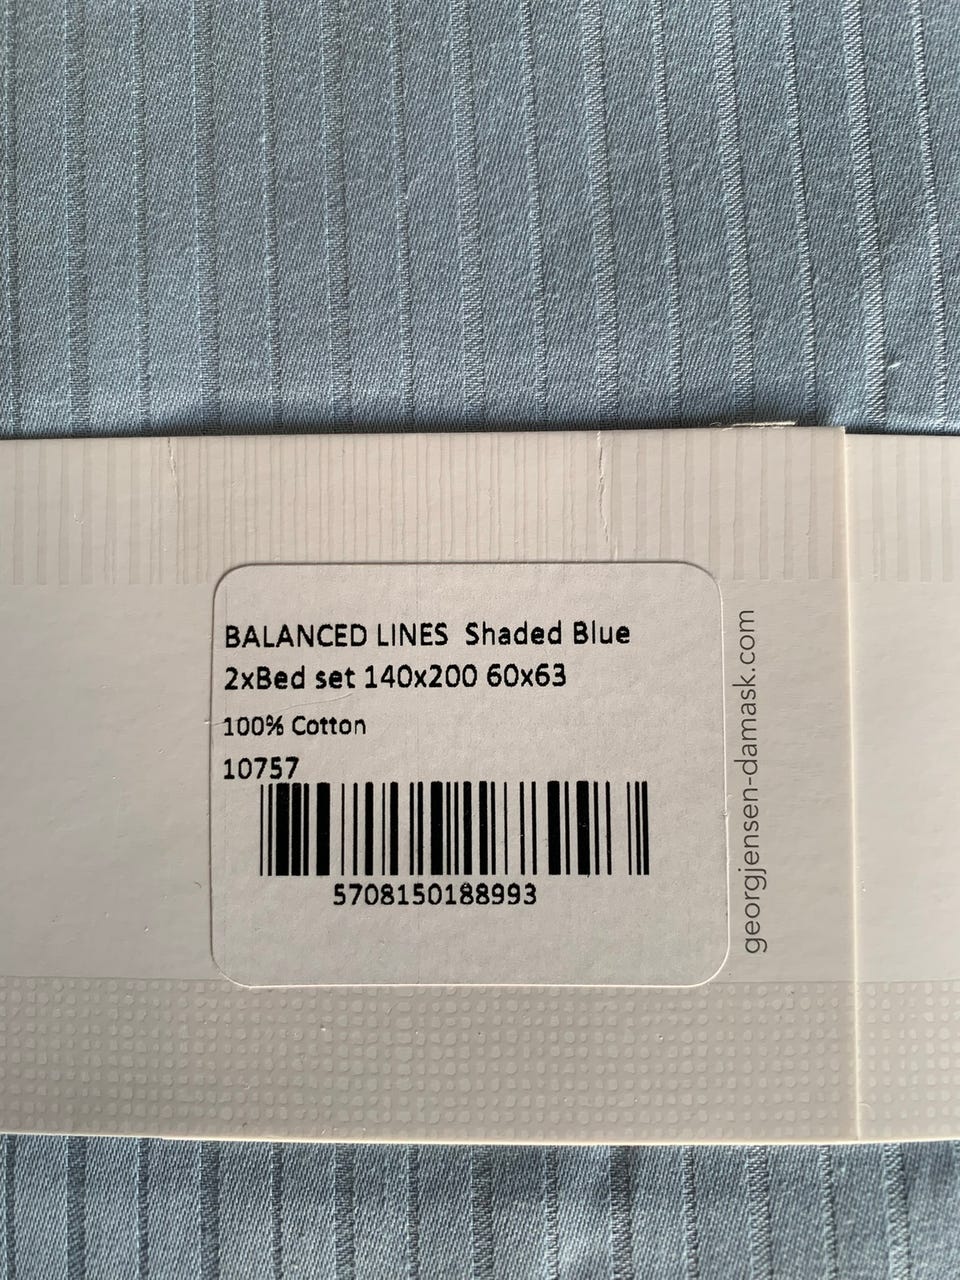 BALANCED LINES Shaded Blue
2xBed set 140x200 60x63
100% Cotton
10757
5708150188993
georgjensen-damask.com